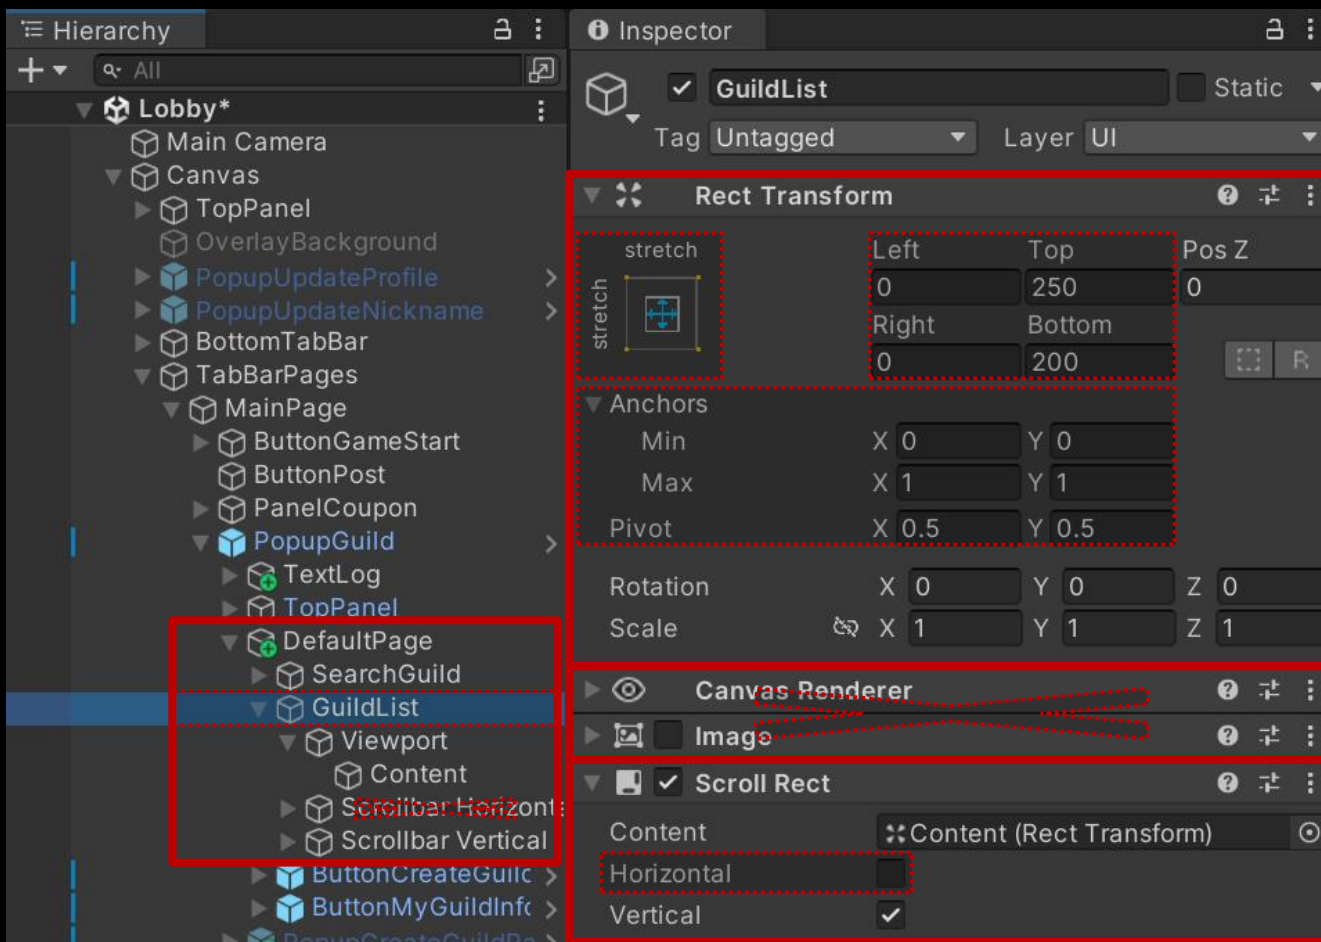 Hierarchy
All
Lobby*
Main Camera
Canvas
TopPanel
OverlayBackground
PopupUpdateProfile
PopupUpdateNickname
BottomTabBar
TabBarPages
MainPage
ButtonGameStart
ButtonPost
PanelCoupon
PopupGuild
TextLog
TopPanel
DefaultPage
SearchGuild
GuildList
Viewport
Content
Scrollbar Horizonta
Scrollbar Vertical
ButtonCreateGuild
ButtonMyGuildInfo
Inspector
GuildList
Static
Tag Untagged Layer UI
Rect Transform
stretch
stretch
Left Top Pos Z
0 250 0
Right Bottom
0 200
R
Anchors
Min X 0 Y 0
Max X 1 Y 1
Pivot X 0.5 Y 0.5
Rotation X 0 Y 0 Z 0
Scale X 1 Y 1 Z 1
Canvas Renderer
Image
Scroll Rect
Content Content (Rect Transform)
Horizontal
Vertical